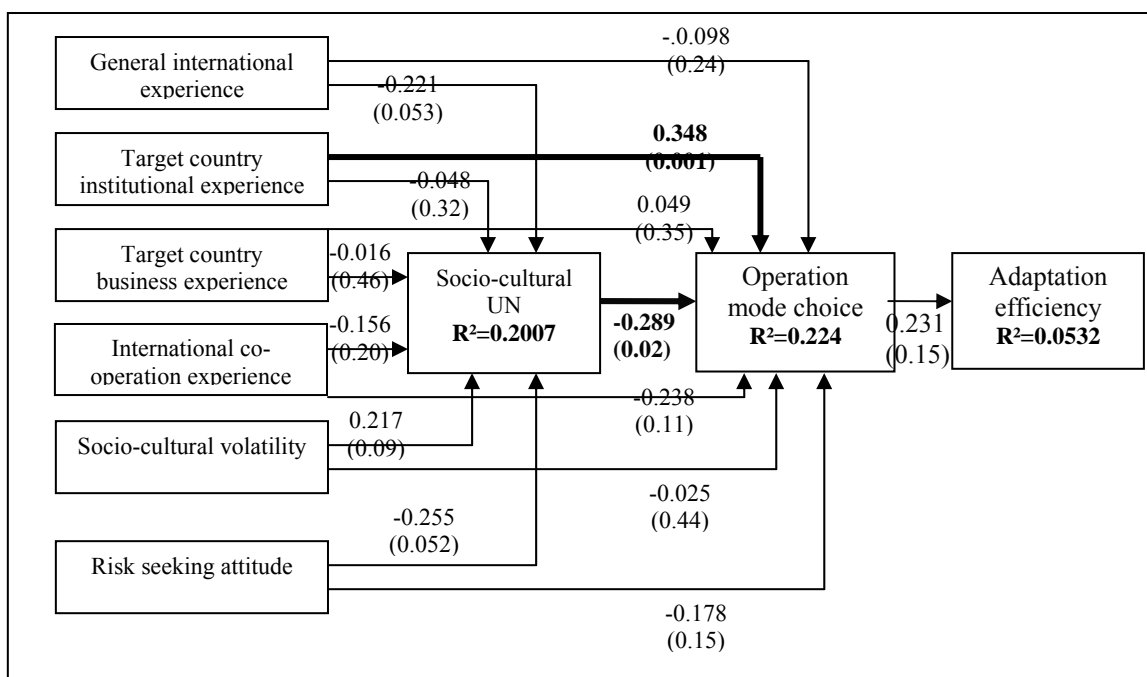 General international
experience
-.0.098
(0.24)
-0.221
(0.053)
Target country
institutional experience
0.348
(0.001)
-0.048
(0.32)
0.049
(0.35)
Target country
business experience
-0.016
(0.46)
Socio-cultural
UN
R²=0.2007
Operation
mode choice
R²=0.224
Adaptation
efficiency
R²=0.0532
-0.289
(0.02)
0.231
(0.15)
International co-
operation experience
-0.156
(0.20)
-0.238
(0.11)
Socio-cultural volatility
0.217
(0.09)
-0.025
(0.44)
Risk seeking attitude
-0.255
(0.052)
-0.178
(0.15)